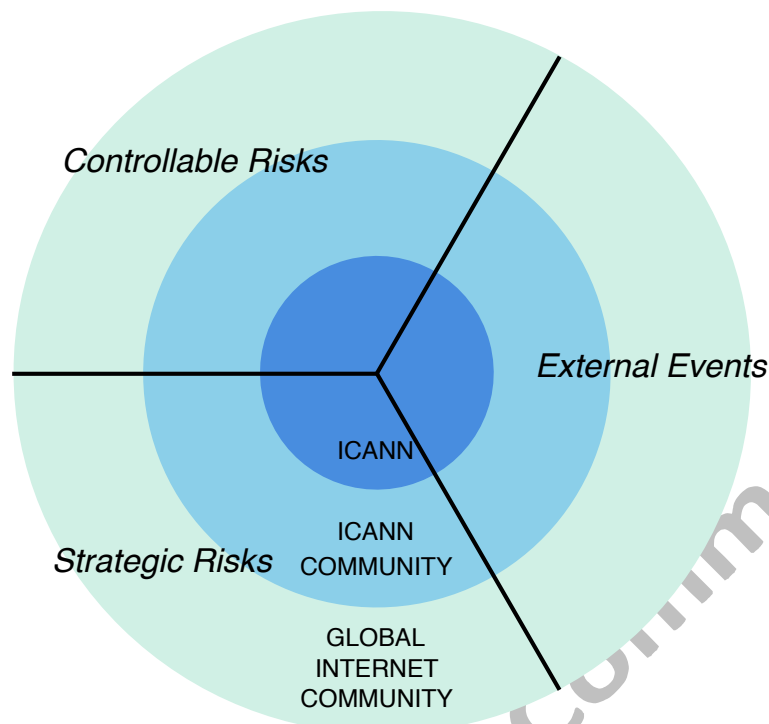 Controllable Risks
External Events
ICANN
ICANN
COMMUNITY
Strategic Risks
GLOBAL
INTERNET
COMMUNITY